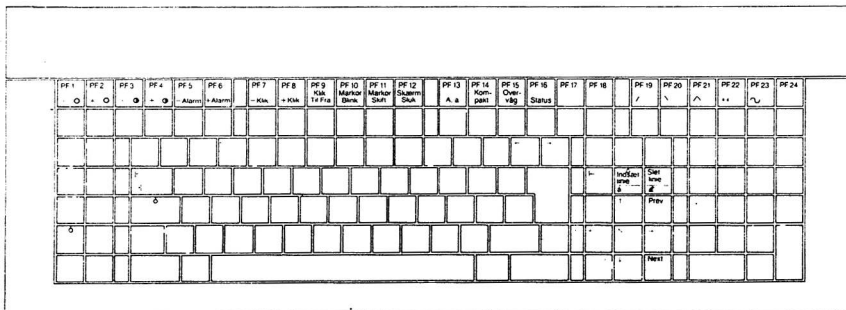 PF 1 PF 2 PF 3 PF 4 PF 5 PF 6 PF 7 PF 8 PF 9 PF 10 PF 11 PF 12 PF 13 PF 14 PF 15 PF 16 PF 17 PF 18 PF 19 PF 20 PF 21 PF 22 PF 23 PF 24
Klik Markør Markør Skærm Kom- Over-
- + - + - Alarm + Alarm - Klik + Klik Til Fra Blink Skift Sluk A. a pakt våg Status
Indsæt Slet
linie linie
Prev
Next